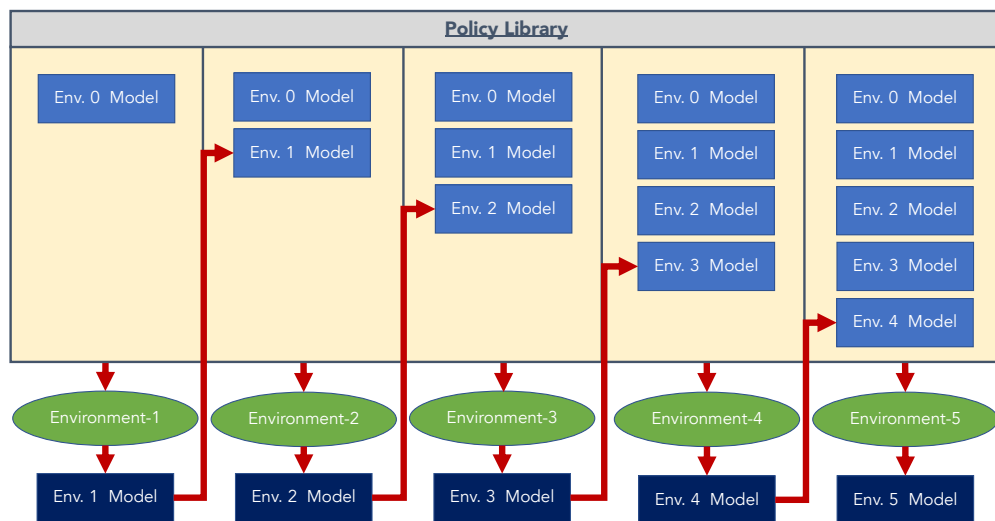 Policy Library
Env. 0 Model
Env. 0 Model
Env. 1 Model
Env. 0 Model
Env. 1 Model
Env. 2 Model
Env. 0 Model
Env. 1 Model
Env. 2 Model
Env. 3 Model
Env. 0 Model
Env. 1 Model
Env. 2 Model
Env. 3 Model
Env. 4 Model
Environment-1
Environment-2
Environment-3
Environment-4
Environment-5
Env. 1 Model
Env. 2 Model
Env. 3 Model
Env. 4 Model
Env. 5 Model